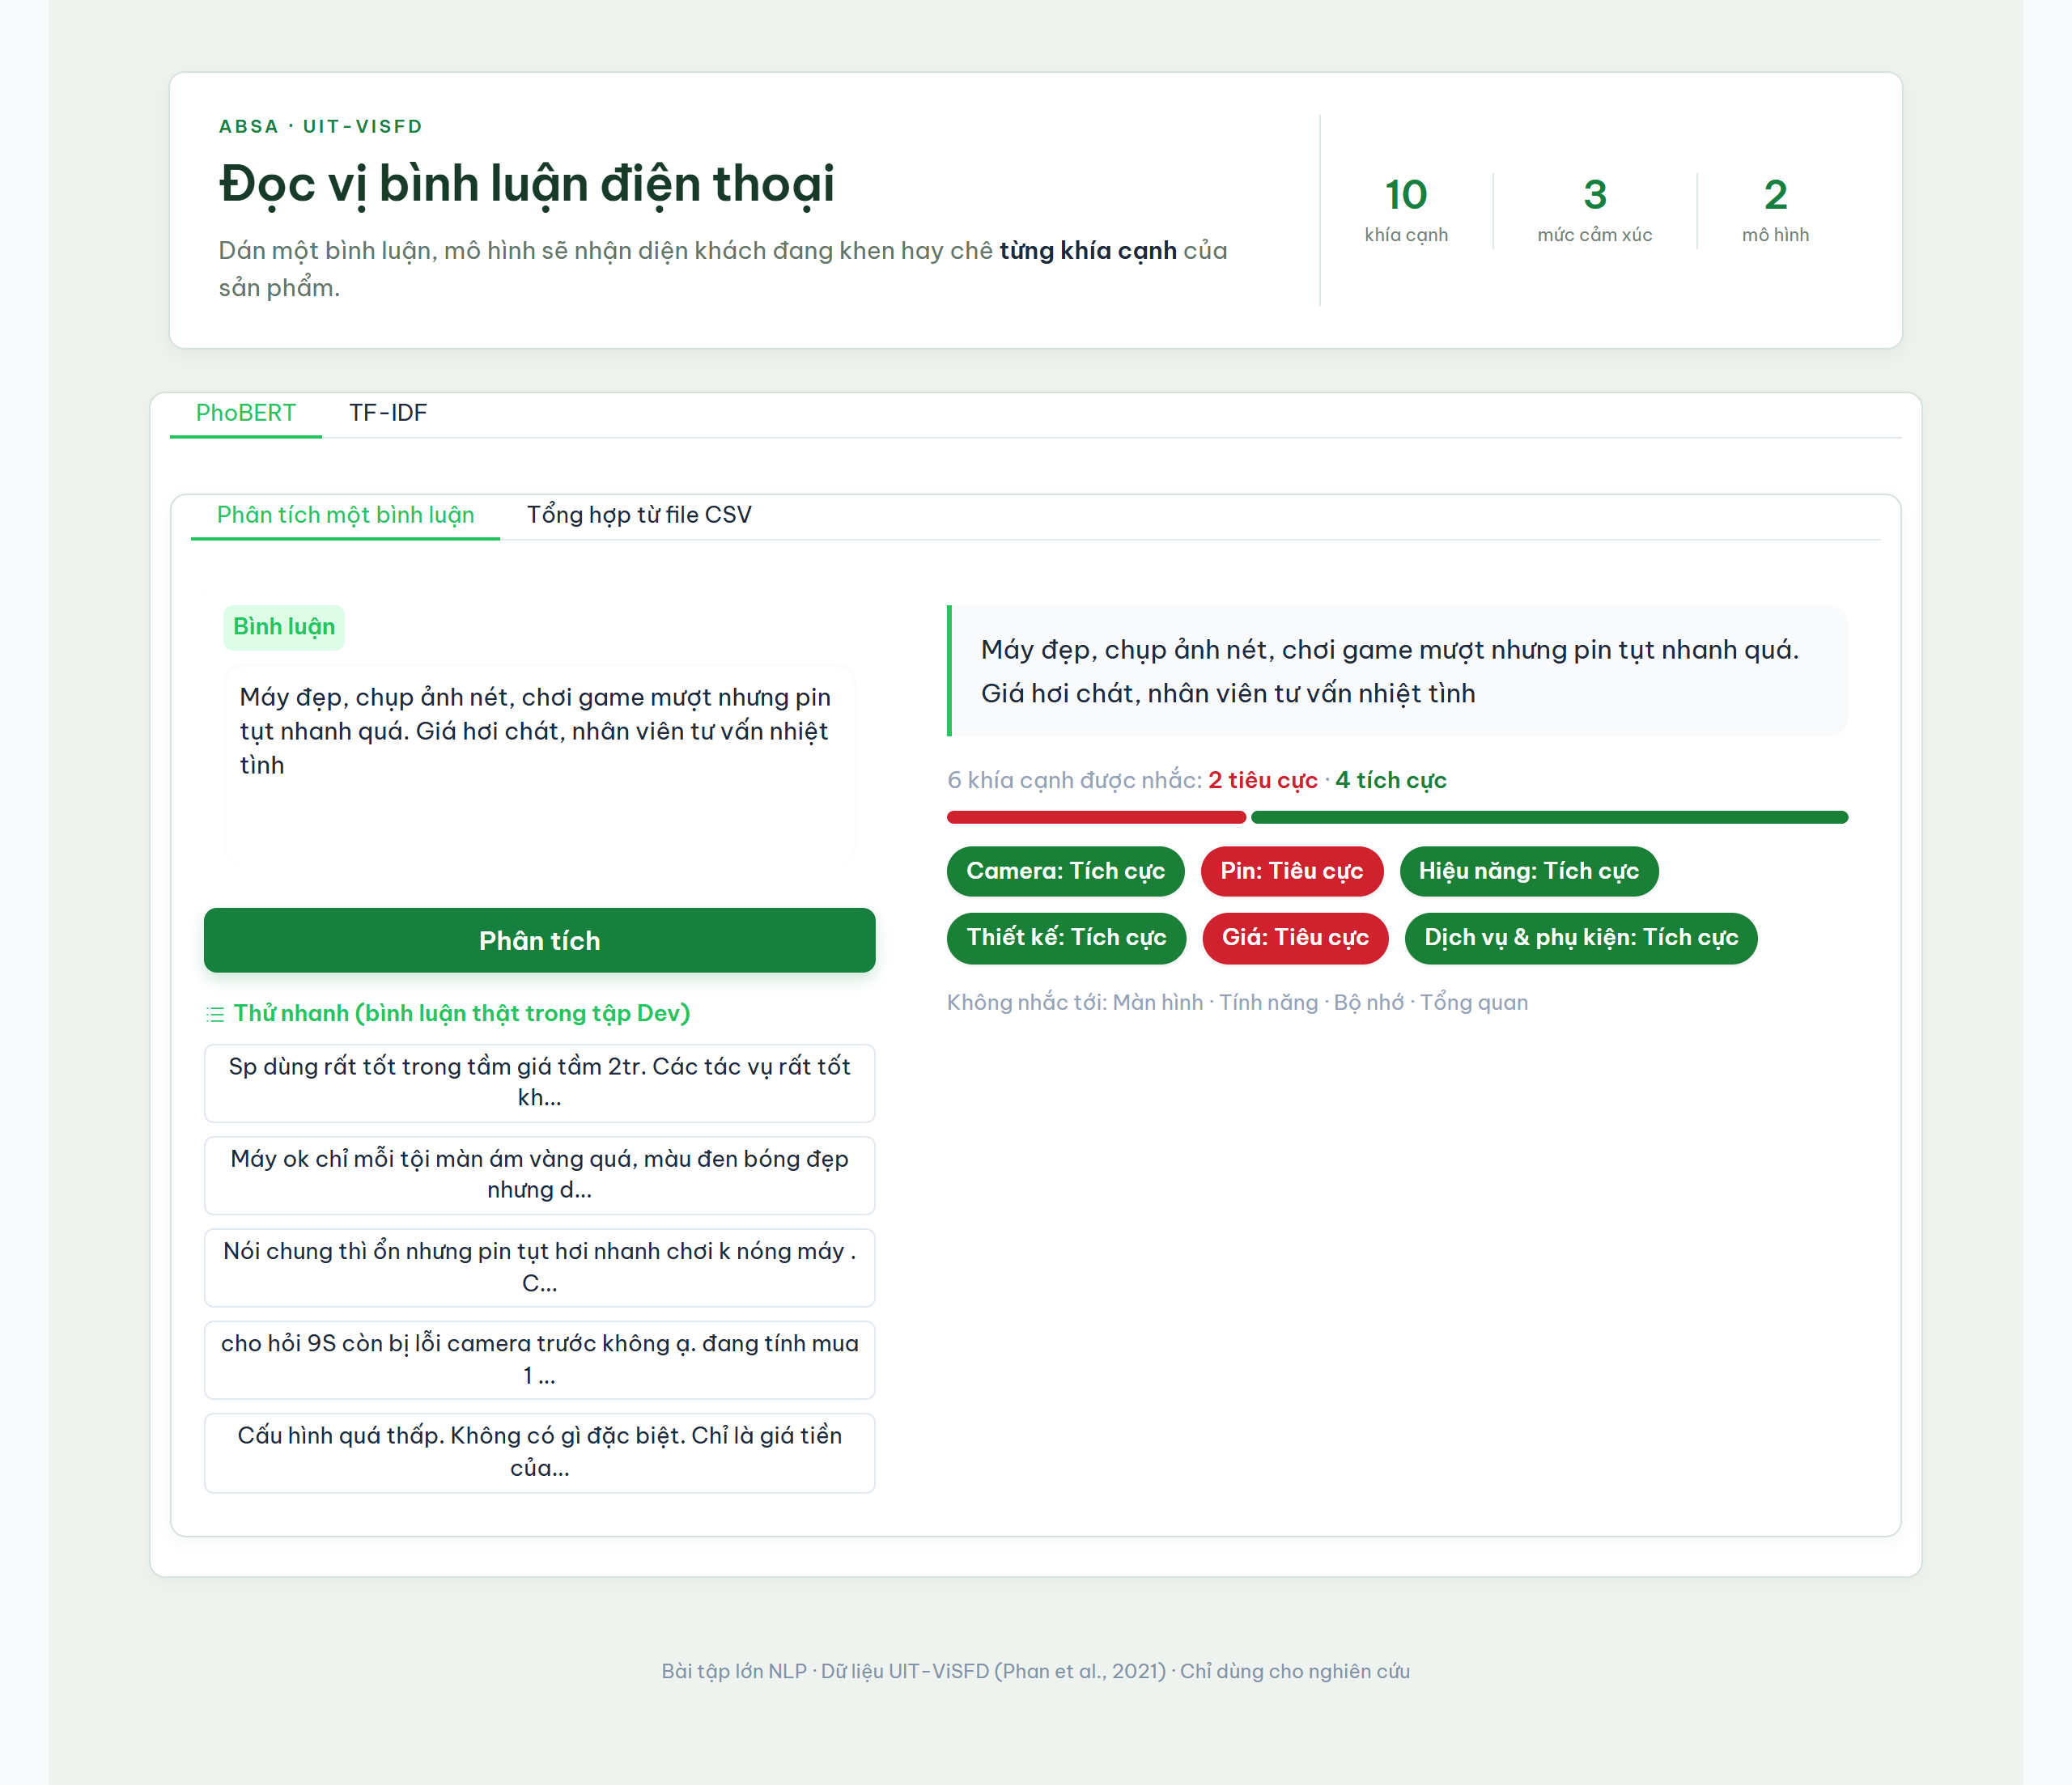 ABSA · UIT-VISFD
Đọc vị bình luận điện thoại
Dán một bình luận, mô hình sẽ nhận diện khách đang khen hay chê từng khía cạnh của
sản phẩm.
10
khía cạnh
3
mức cảm xúc
2
mô hình
PhoBERT
TF-IDF
Phân tích một bình luận
Tổng hợp từ file CSV
Bình luận
Máy đẹp, chụp ảnh nét, chơi game mượt nhưng pin
tụt nhanh quá. Giá hơi chát, nhân viên tư vấn nhiệt
tình
Phân tích
Thử nhanh (bình luận thật trong tập Dev)
Sp dùng rất tốt trong tầm giá tầm 2tr. Các tác vụ rất tốt
kh...
Máy ok chỉ mỗi tội màn ám vàng quá, màu đen bóng đẹp
nhưng d...
Nói chung thì ổn nhưng pin tụt hơi nhanh chơi k nóng máy .
C...
cho hỏi 9S còn bị lỗi camera trước không ạ. đang tính mua
1 ...
Cấu hình quá thấp. Không có gì đặc biệt. Chỉ là giá tiền
của...
Máy đẹp, chụp ảnh nét, chơi game mượt nhưng pin tụt nhanh quá.
Giá hơi chát, nhân viên tư vấn nhiệt tình
6 khía cạnh được nhắc: 2 tiêu cực · 4 tích cực
Camera: Tích cực
Pin: Tiêu cực
Hiệu năng: Tích cực
Thiết kế: Tích cực
Giá: Tiêu cực
Dịch vụ & phụ kiện: Tích cực
Không nhắc tới: Màn hình · Tính năng · Bộ nhớ · Tổng quan
Bài tập lớn NLP · Dữ liệu UIT-ViSFD (Phan et al., 2021) · Chỉ dùng cho nghiên cứu